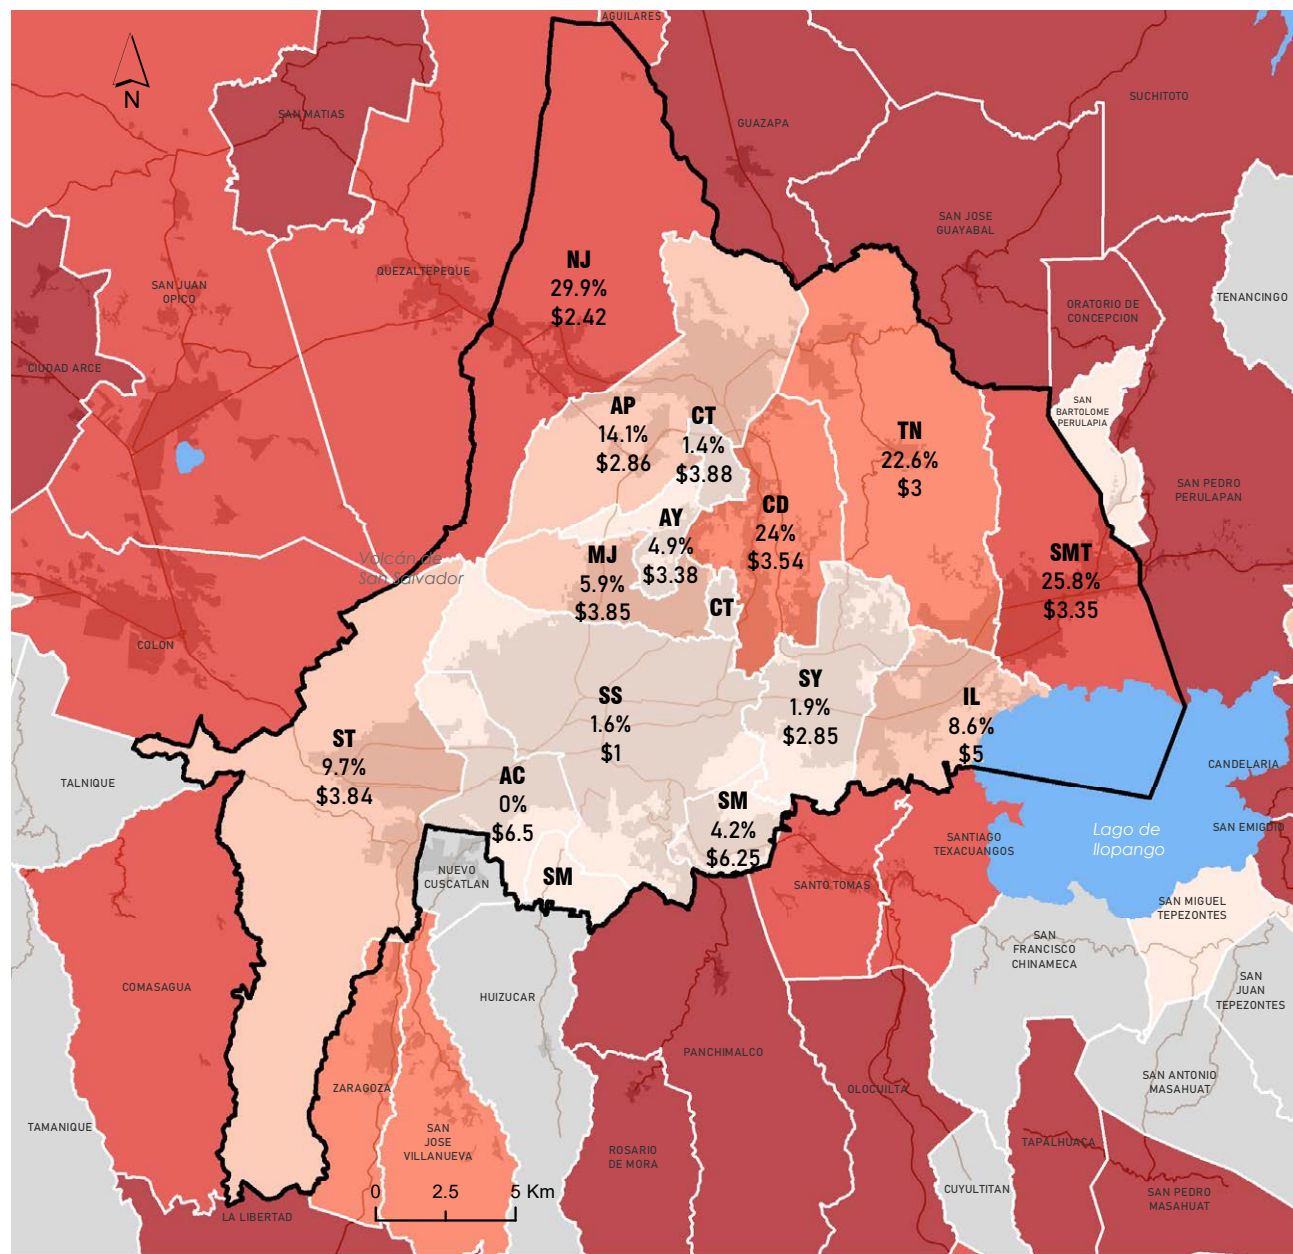 AGUILARES
N
SAN MATIAS
GUAZAPA
SUCHITOTO
SAN JOSE
GUAYABAL
QUEZALTEPEQUE
SAN JUAN
OPICO
TENANCINGO
ORATORIO DE
CONCEPCION
CIUDAD ARCE
NJ
29.9%
$2.42
AP
14.1%
$2.86
CT
1.4%
$3.88
TN
22.6%
$3
SAN
BARTOLOME
PERULAPIA
SAN PEDRO
PERULAPAN
CD
24%
$3.54
AY
4.9%
$3.38
MJ
5.9%
$3.85
SMT
25.8%
$3.35
Volcán de
San Salvador
CT
COLON
SS
1.6%
$1
SY
1.9%
$2.85
IL
8.6%
$5
ST
9.7%
$3.84
AC
0%
$6.5
SM
4.2%
$6.25
SM
TALNIQUE
CANDELARIA
SAN EMIGDIO
Lago de
Ilopango
SANTIAGO
TEXACUANGOS
NUEVO
CUSCATLAN
SANTO TOMAS
SAN MIGUEL
TEPEZONTES
SAN
FRANCISCO
CHINAMECA
SAN
JUAN
TEPEZONTES
COMASAGUA
HUIZUCAR
PANCHIMALCO
OLOCUILTA
SAN ANTONIO
MASAHUAT
ZARAGOZA
TAMANIQUE
SAN
JOSE
VILLANUEVA
ROSARIO
DE MORA
TAPALHUACA
CUYULTITAN
SAN PEDRO
MASAHUAT
0 2.5 5 Km
LA LIBERTAD